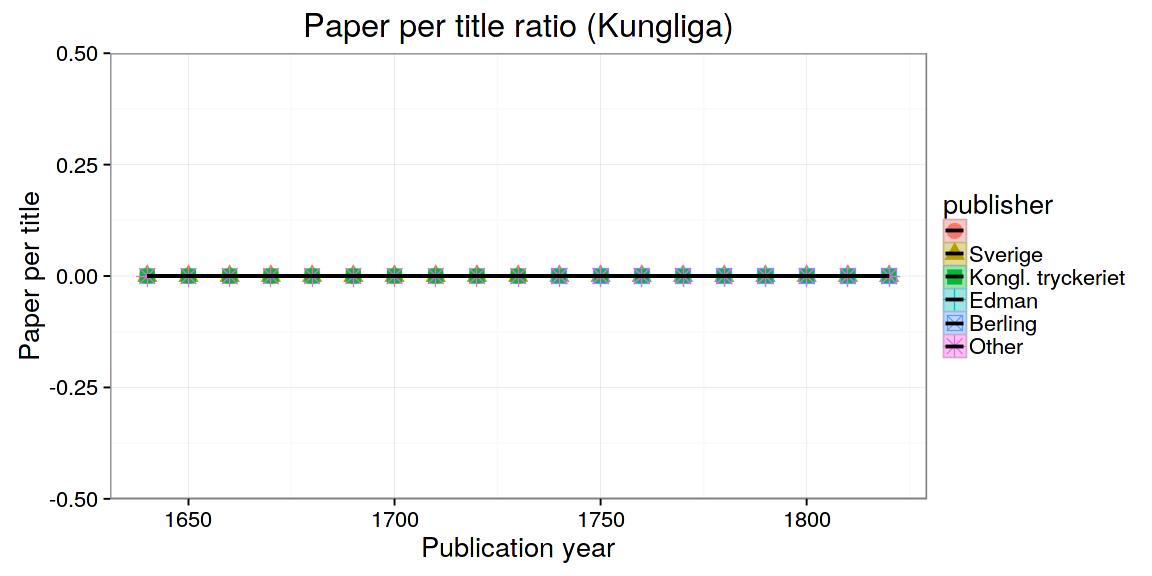 Paper per title ratio (Kungliga)
0.50
0.25
0.00
-0.25
-0.50
Paper per title
1650 1700 1750 1800
Publication year
publisher
Sverige
Kongl. tryckeriet
Edman
Berling
Other